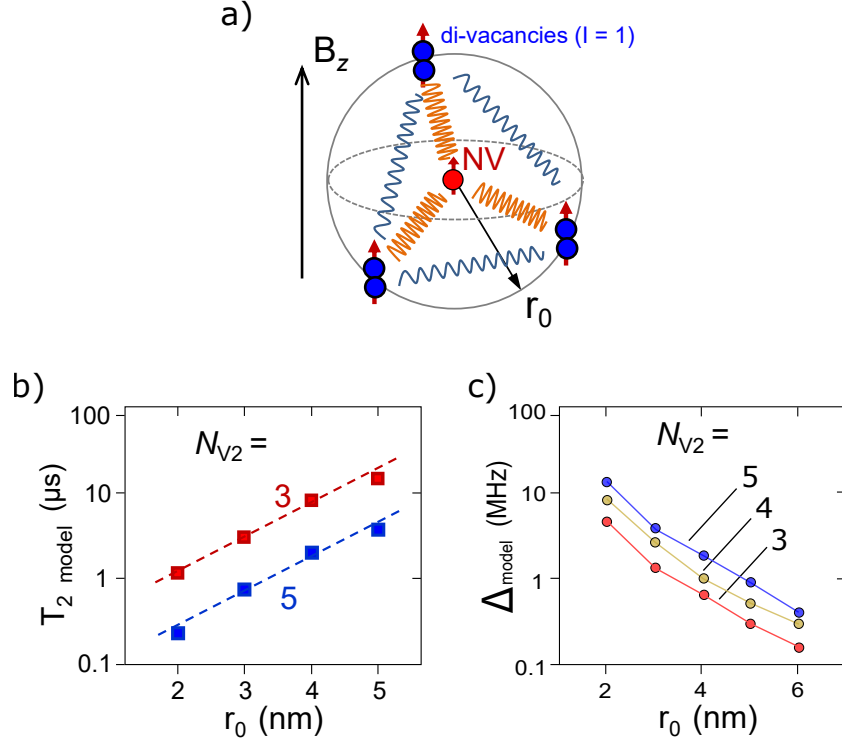 a)
di-vacancies (I = 1)
B_z
NV
r_0
b)
T_2 model (μs)
100
10
1
0.1
N_V2 =
3
5
2 3 4 5
r_0 (nm)
c)
Δ_model (MHz)
100
10
1
0.1
N_V2 =
5
4
3
2 4 6
r_0 (nm)